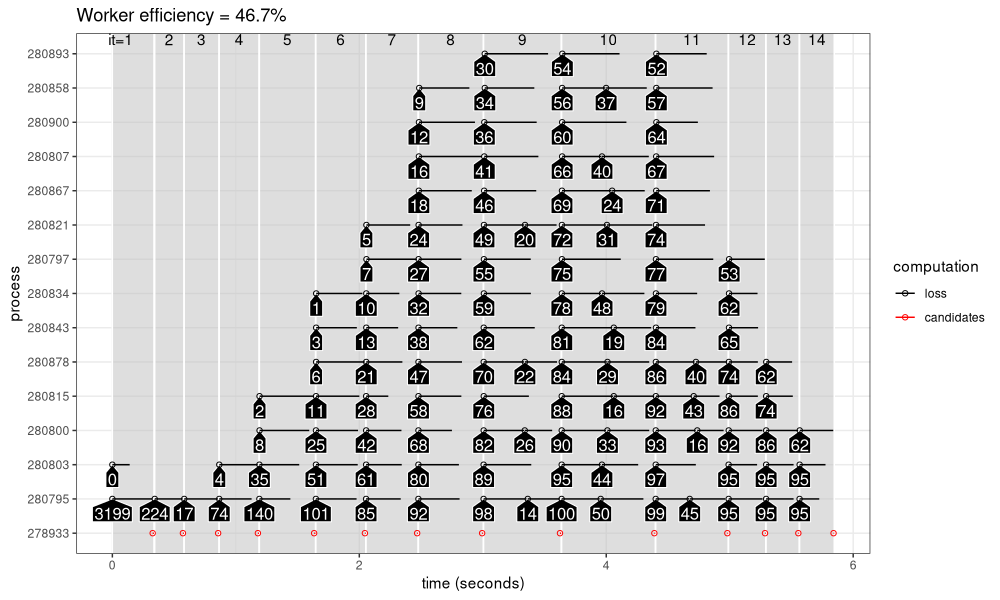 Worker efficiency = 46.7%
it=1 2 3 4 5 6 7 8 9 10 11 12 13 14
280893 30 54 52
280858 9 34 56 37 57
280900 12 36 60 64
280807 16 41 66 40 67
280867 18 46 69 24 71
280821 5 24 49 20 72 31 74
280797 7 27 55 75 77 53
280834 1 10 32 59 78 48 79 62
280843 3 13 38 62 81 19 84 65
280878 6 21 47 70 22 84 29 86 40 74 62
280815 2 11 28 58 76 88 16 92 43 86 74
280800 8 25 42 68 82 26 90 33 93 16 92 86 62
280803 0 4 35 51 61 80 89 95 44 97 95 95 95
280795 3199 224 17 74 140 101 85 92 98 14 100 50 99 45 95 95 95
278933
0 2 4 6
time (seconds)
process
computation
loss
candidates